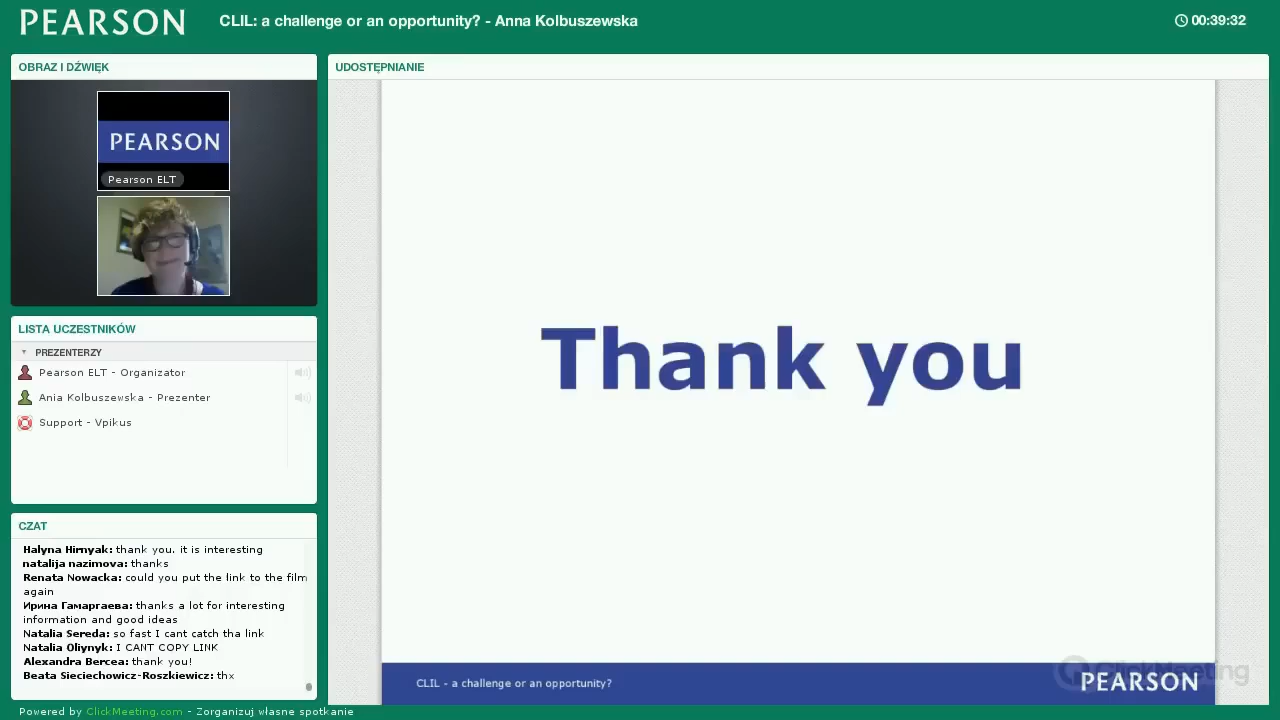 PEARSON
CLIL: a challenge or an opportunity? - Anna Kolbuszewska
00:39:32
OBRAZ I DŹWIĘK
PEARSON
Pearson ELT
LISTA UCZESTNIKÓW
PREZENTERZY
Pearson ELT - Organizator
Ania Kolbuszewska - Prezenter
Support - Vpikus
CZAT
Halyna Hirnyak: thank you. it is interesting
natalija nazimova: thanks
Renata Nowacka: could you put the link to the film
again
Ирина Гамаргаева: thanks a lot for interesting
information and good ideas
Natalia Sereda: so fast I cant catch tha link
Natalia Oliynyk: I CANT COPY LINK
Alexandra Bercea: thank you!
Beata Sieciechowicz-Roszkiewicz: thx
Powered by ClickMeeting.com - Zorganizuj własne spotkanie
UDOSTĘPNIANIE
Thank you
CLIL - a challenge or an opportunity?
ClickMeeting
PEARSON